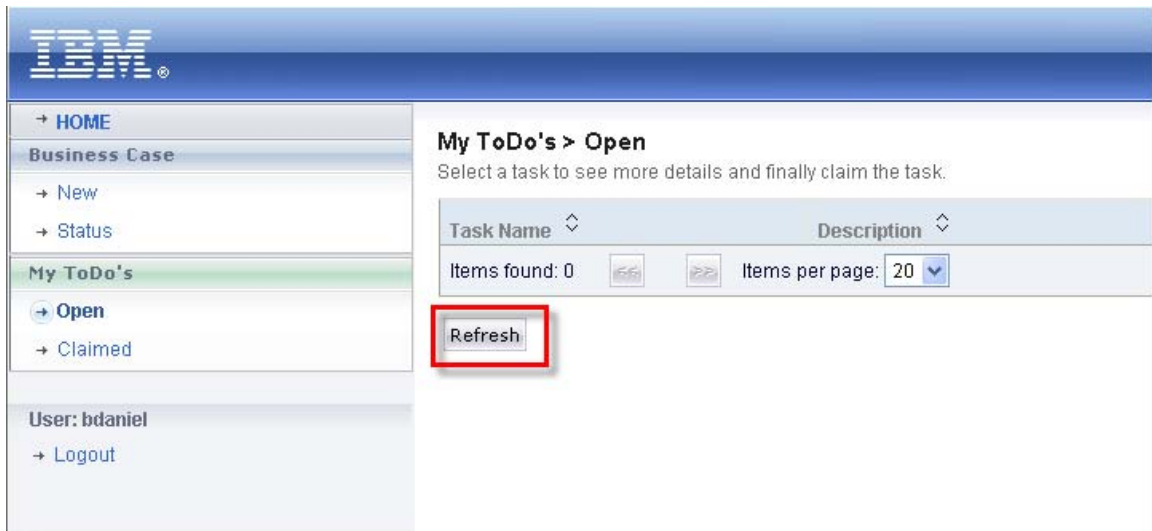 IBM®
HOME
Business Case
New
Status
My ToDo's
Open
Claimed
User: bdaniel
Logout
My ToDo's > Open
Select a task to see more details and finally claim the task.
Task Name Description
Items found: 0 << >> Items per page: 20
Refresh